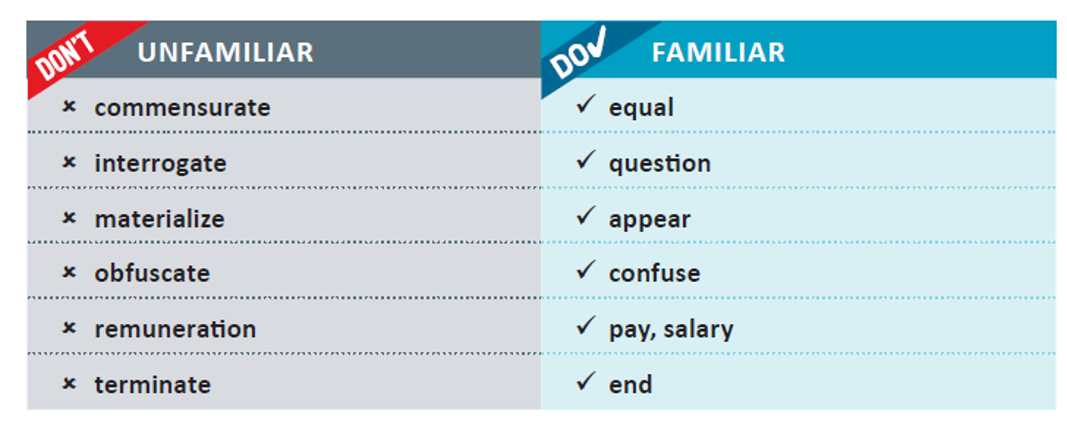 DON'T UNFAMILIAR DO✓ FAMILIAR
× commensurate ✓ equal
× interrogate ✓ question
× materialize ✓ appear
× obfuscate ✓ confuse
× remuneration ✓ pay, salary
× terminate ✓ end